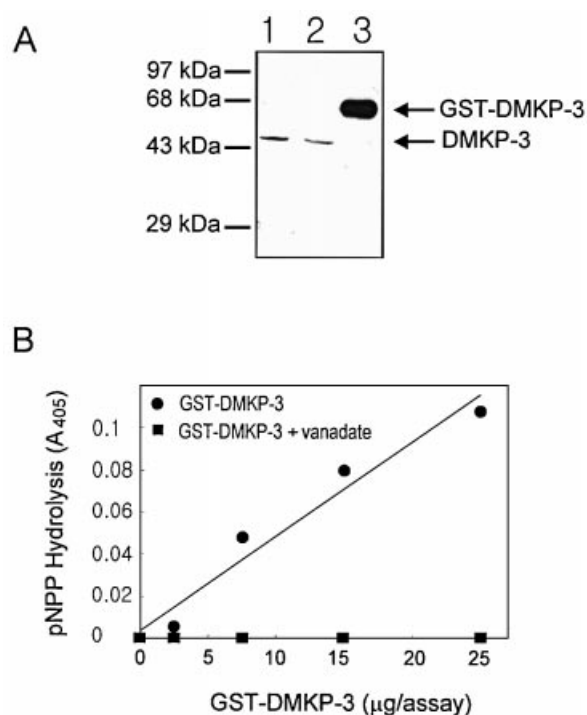 A
1 2 3
97 kDa
68 kDa
GST-DMKP-3
43 kDa
DMKP-3
29 kDa
B
pNPP Hydrolysis (A405)
GST-DMKP-3
GST-DMKP-3 + vanadate
0.1
0.08
0.06
0.04
0.02
0
0 5 10 15 20 25
GST-DMKP-3 (μg/assay)